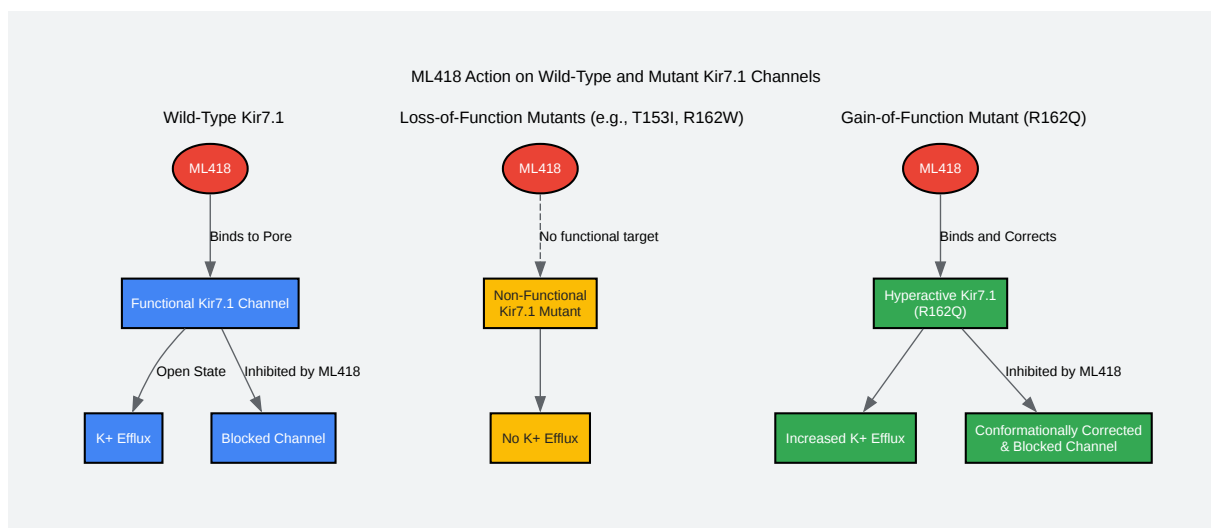 ML418 Action on Wild-Type and Mutant Kir7.1 Channels
Wild-Type Kir7.1
ML418
Binds to Pore
Functional Kir7.1 Channel
Open State
Inhibited by ML418
K+ Efflux
Blocked Channel
Loss-of-Function Mutants (e.g., T153I, R162W)
ML418
No functional target
Non-Functional
Kir7.1 Mutant
No K+ Efflux
Gain-of-Function Mutant (R162Q)
ML418
Binds and Corrects
Hyperactive Kir7.1
(R162Q)
Inhibited by ML418
Increased K+ Efflux
Conformationally Corrected
& Blocked Channel